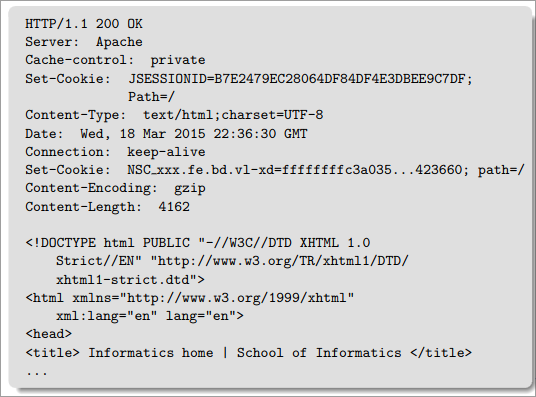 HTTP/1.1 200 OK
Server: Apache
Cache-control: private
Set-Cookie: JSESSIONID=B7E2479EC28064DF84DF4E3DBEE9C7DF;
Path=/
Content-Type: text/html;charset=UTF-8
Date: Wed, 18 Mar 2015 22:36:30 GMT
Connection: keep-alive
Set-Cookie: NSC_xxx.fe.bd.vl-xd=ffffffffc3a035...423660; path=/
Content-Encoding: gzip
Content-Length: 4162
<!DOCTYPE html PUBLIC "-//W3C//DTD XHTML 1.0
Strict//EN" "http://www.w3.org/TR/xhtml1/DTD/
xhtml1-strict.dtd">
<html xmlns="http://www.w3.org/1999/xhtml"
xml:lang="en" lang="en">
<head>
<title> Informatics home | School of Informatics </title>
...